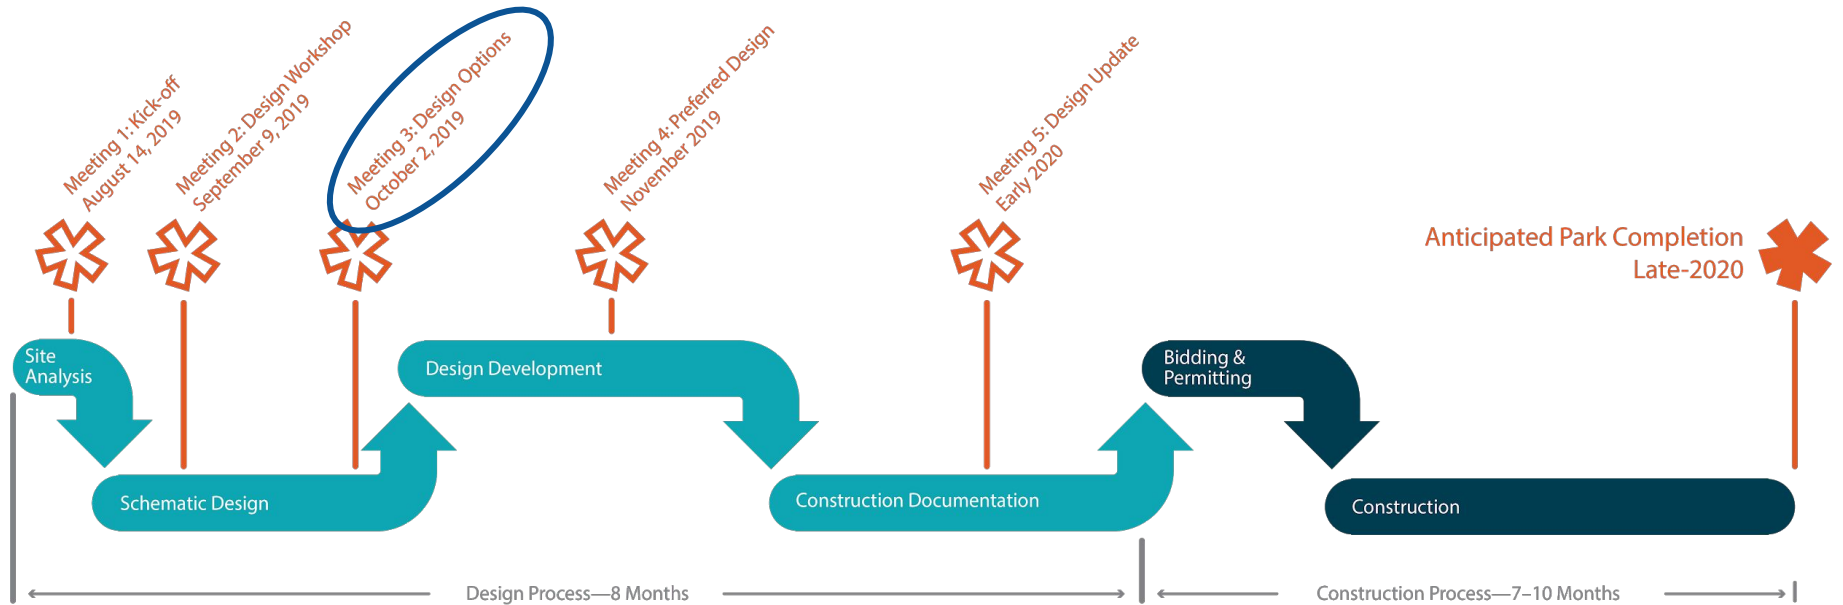 Meeting 1: Kick-off
August 14, 2019
Meeting 2: Design Workshop
September 9, 2019
Meeting 3: Design Options
October 2, 2019
Meeting 4: Preferred Design
November 2019
Meeting 5: Design Update
Early 2020
Anticipated Park Completion
Late-2020
Site
Analysis
Schematic Design
Design Development
Construction Documentation
Bidding &
Permitting
Construction
Design Process—8 Months
Construction Process—7–10 Months